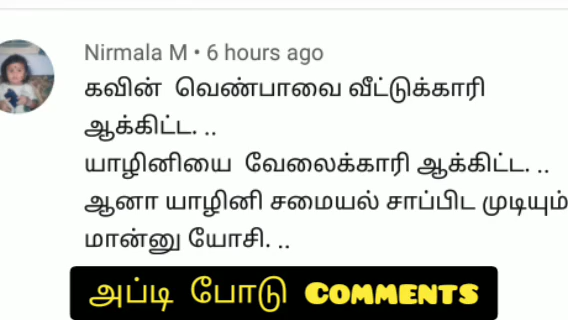 Nirmala M • 6 hours ago
கவின் வெண்பாவை வீட்டுக்காரி
ஆக்கிட்ட. ..
யாழினியை வேலைக்காரி ஆக்கிட்ட. ..
ஆனா யாழினி சமையல் சாப்பிட முடியும்
மான்னு யோசி. ..
அப்டி போடு COMMENTS